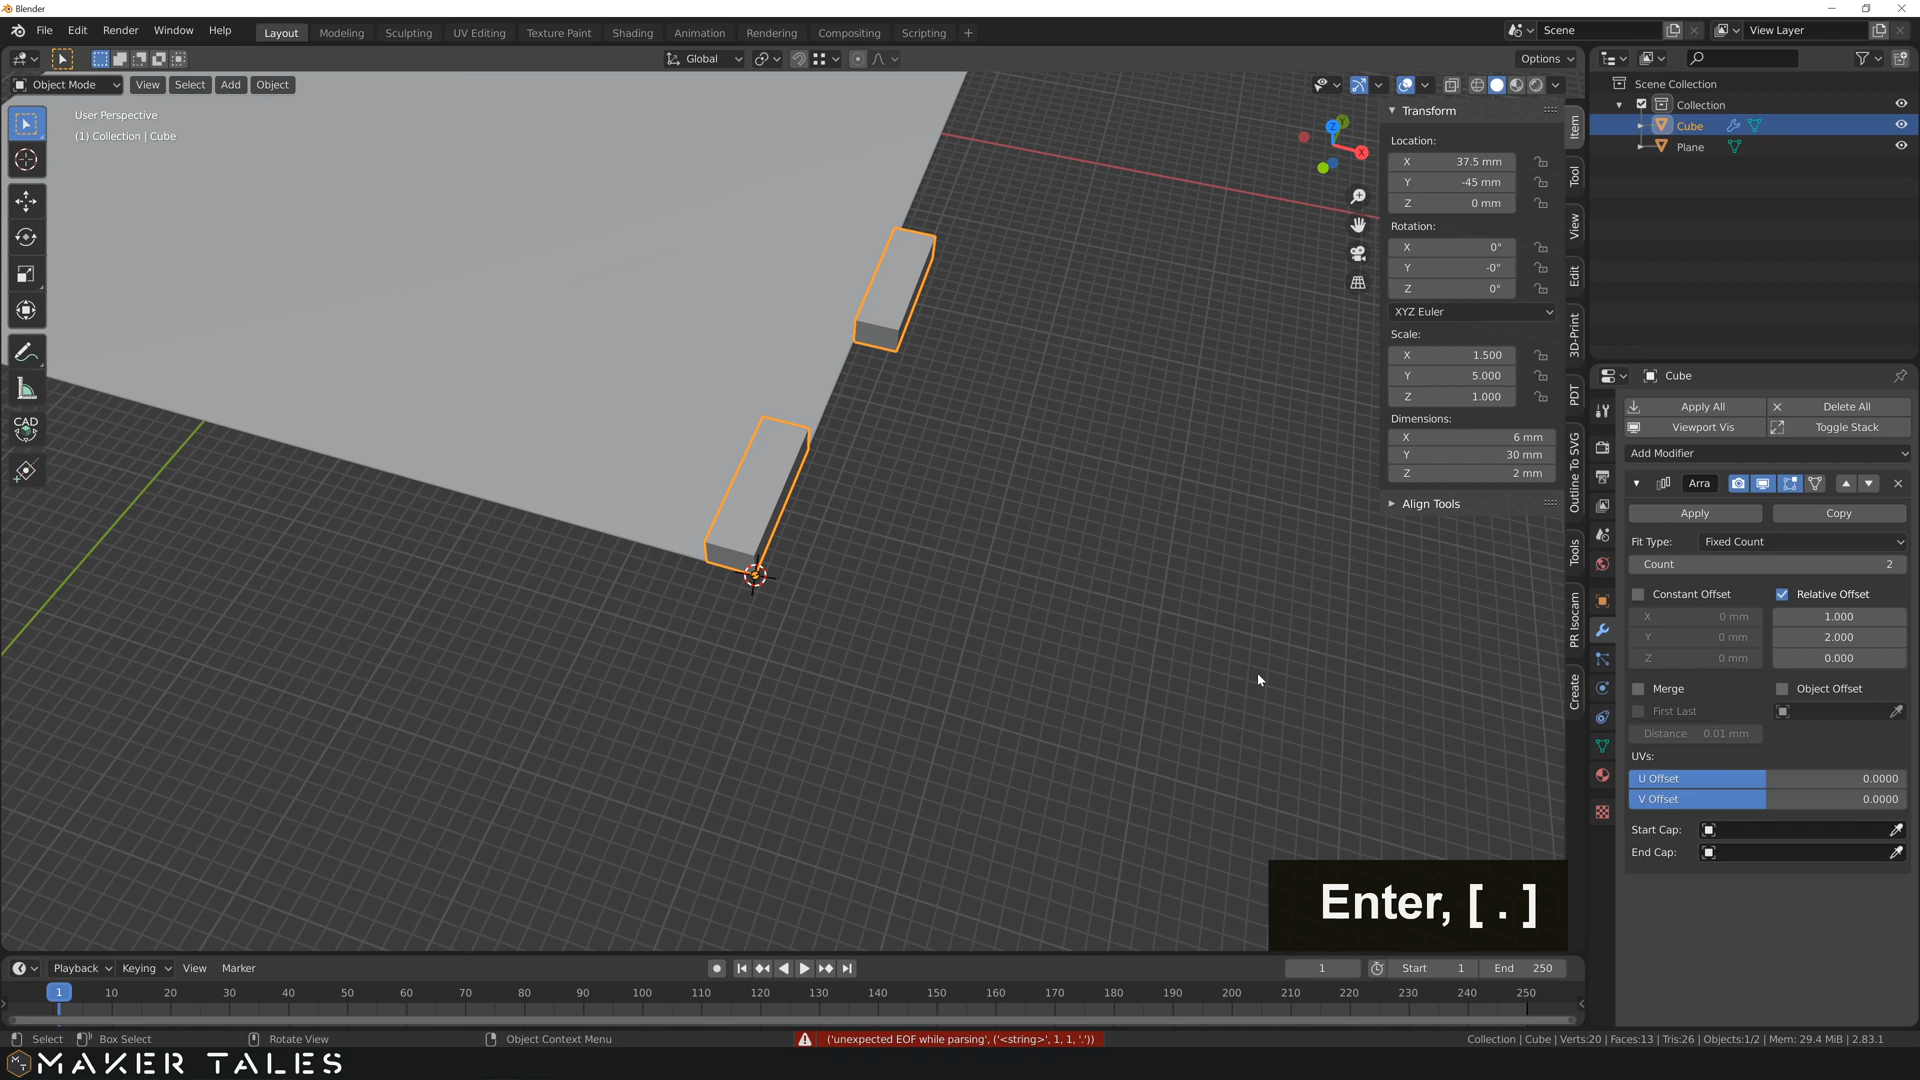 Blender
File Edit Render Window Help
Layout Modeling Sculpting UV Editing Texture Paint Shading Animation Rendering Compositing Scripting +
Scene
View Layer
Global
Options
Object Mode View Select Add Object
User Perspective
(1) Collection | Cube
Z
Y
X
Transform
Location:
X 37.5 mm
Y -45 mm
Z 0 mm
Rotation:
X 0°
Y -0°
Z 0°
XYZ Euler
Scale:
X 1.500
Y 5.000
Z 1.000
Dimensions:
X 6 mm
Y 30 mm
Z 2 mm
Align Tools
Item
Tool
View
Edit
3D-Print
PDT
Outline To SVG
Tools
PR Isocam
Create
CAD
Scene Collection
Collection
Cube
Plane
Cube
Apply All Delete All
Viewport Vis Toggle Stack
Add Modifier
Arra
Apply Copy
Fit Type: Fixed Count
Count 2
Constant Offset Relative Offset
X 0 mm 1.000
Y 0 mm 2.000
Z 0 mm 0.000
Merge Object Offset
First Last
Distance 0.01 mm
UVs:
U Offset 0.0000
V Offset 0.0000
Start Cap:
End Cap:
Enter, [ . ]
Playback Keying View Marker
1 Start 1 End 250
1 10 20 30 40 50 60 70 80 90 100 110 120 130 140 150 160 170 180 190 200 210 220 230 240 250
Select Box Select Rotate View Object Context Menu ('unexpected EOF while parsing', ('<string>', 1, 1, '.')) Collection | Cube | Verts:20 | Faces:13 | Tris:26 | Objects:1/2 | Mem: 29.4 MiB | 2.83.1
MAKER TALES